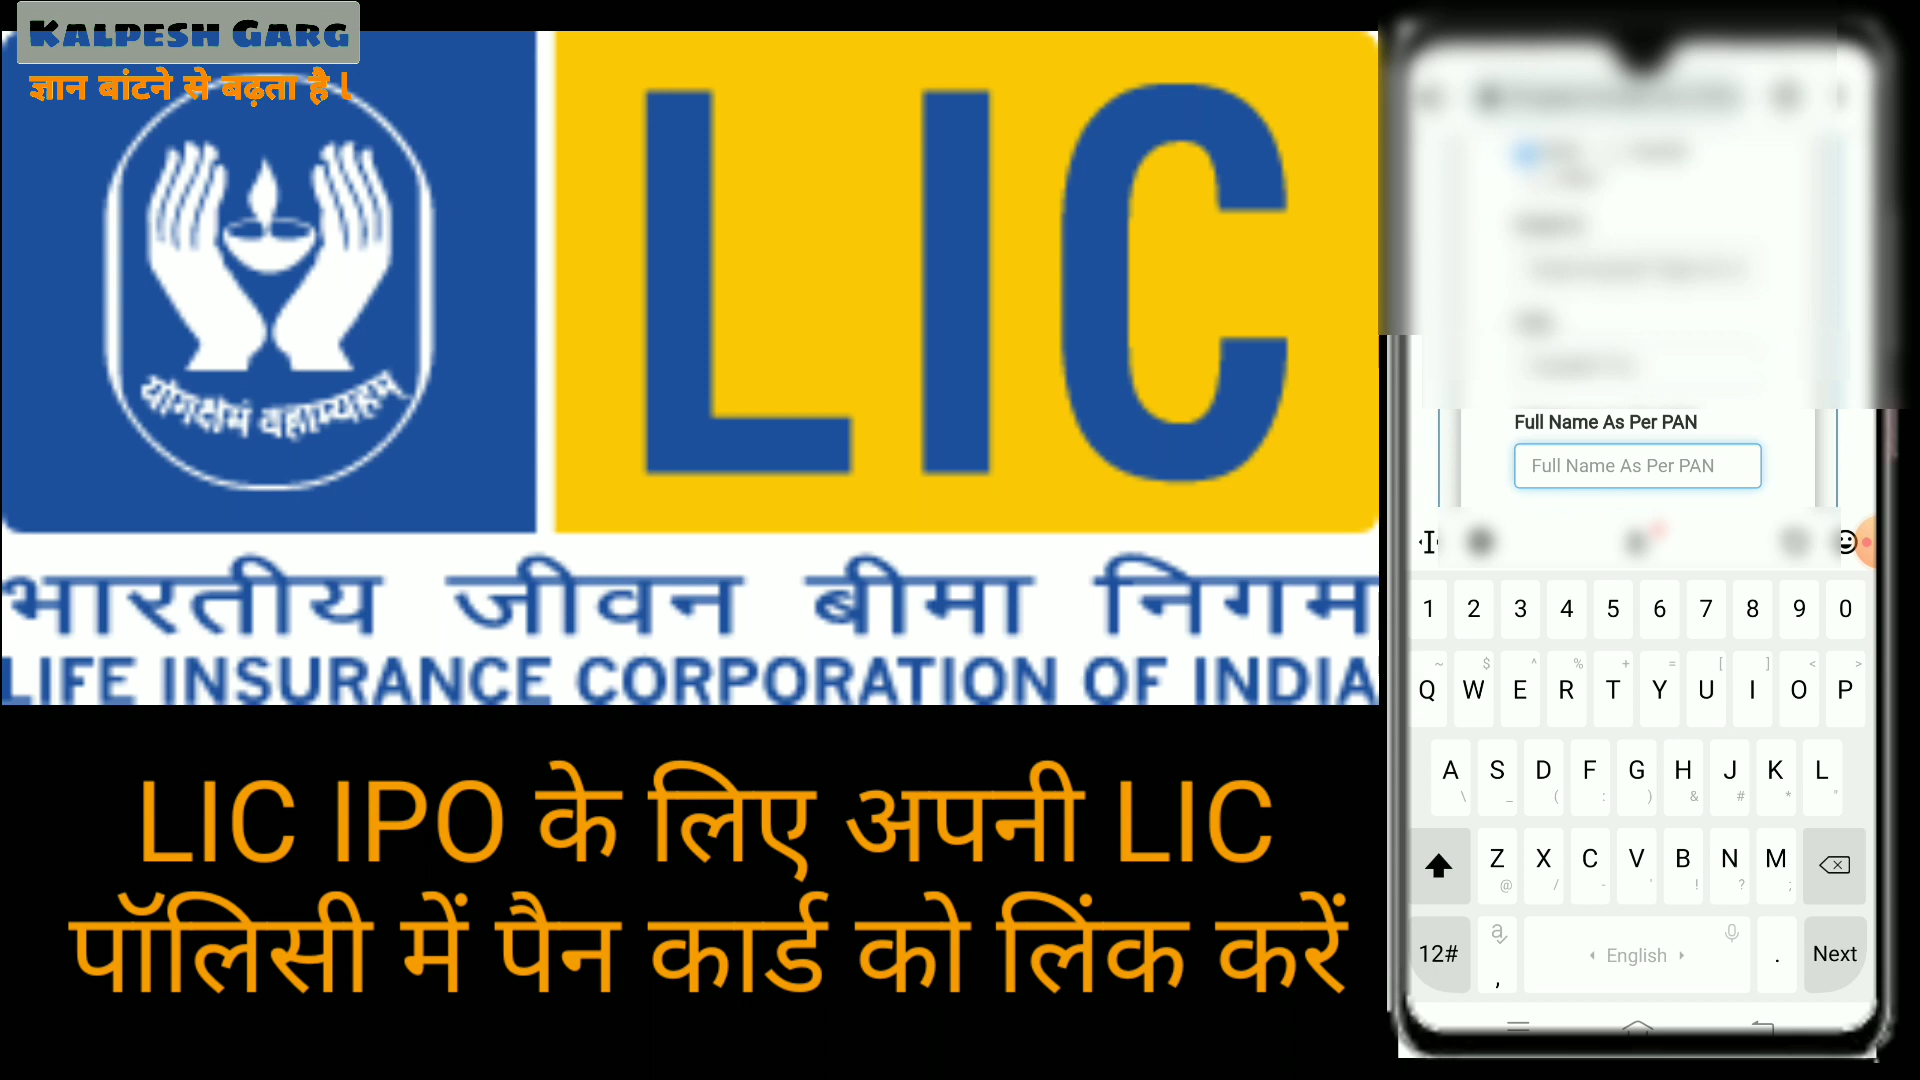 KALPESH GARG
ज्ञान बांटने से बढ़ता है l
योगक्षेमं वहाम्यहम्
LIC
भारतीय जीवन बीमा निगम
LIFE INSURANCE CORPORATION OF INDIA
LIC IPO के लिए अपनी LIC
पॉलिसी में पैन कार्ड को लिंक करें
Full Name As Per PAN
Full Name As Per PAN
1 2 3 4 5 6 7 8 9 0
~ $ ^ % + = [ ] < >
Q W E R T Y U I O P
A S D F G H J K L
\ _ ( : ) & # * "
Z X C V B N M
@ / - ' ! ? ;
12# , English . Next